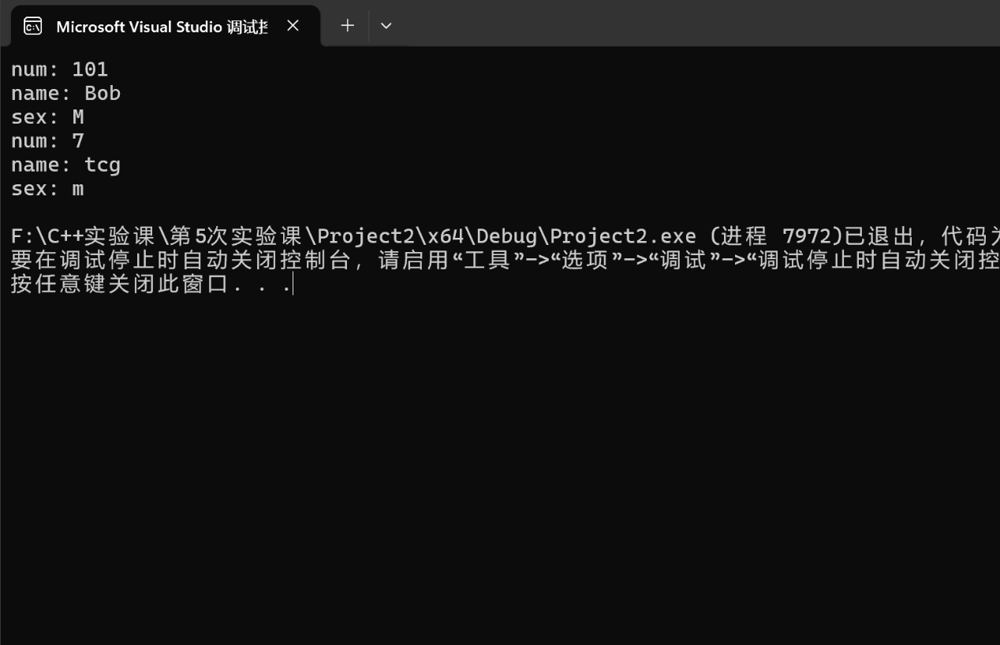 Microsoft Visual Studio 调试
num: 101
name: Bob
sex: M
num: 7
name: tcg
sex: m
F:\C++实验课\第5次实验课\Project2\x64\Debug\Project2.exe (进程 7972)已退出，代码
要在调试停止时自动关闭控制台，请启用“工具”->“选项”->“调试”->“调试停止时自动关闭控
按任意键关闭此窗口. . .